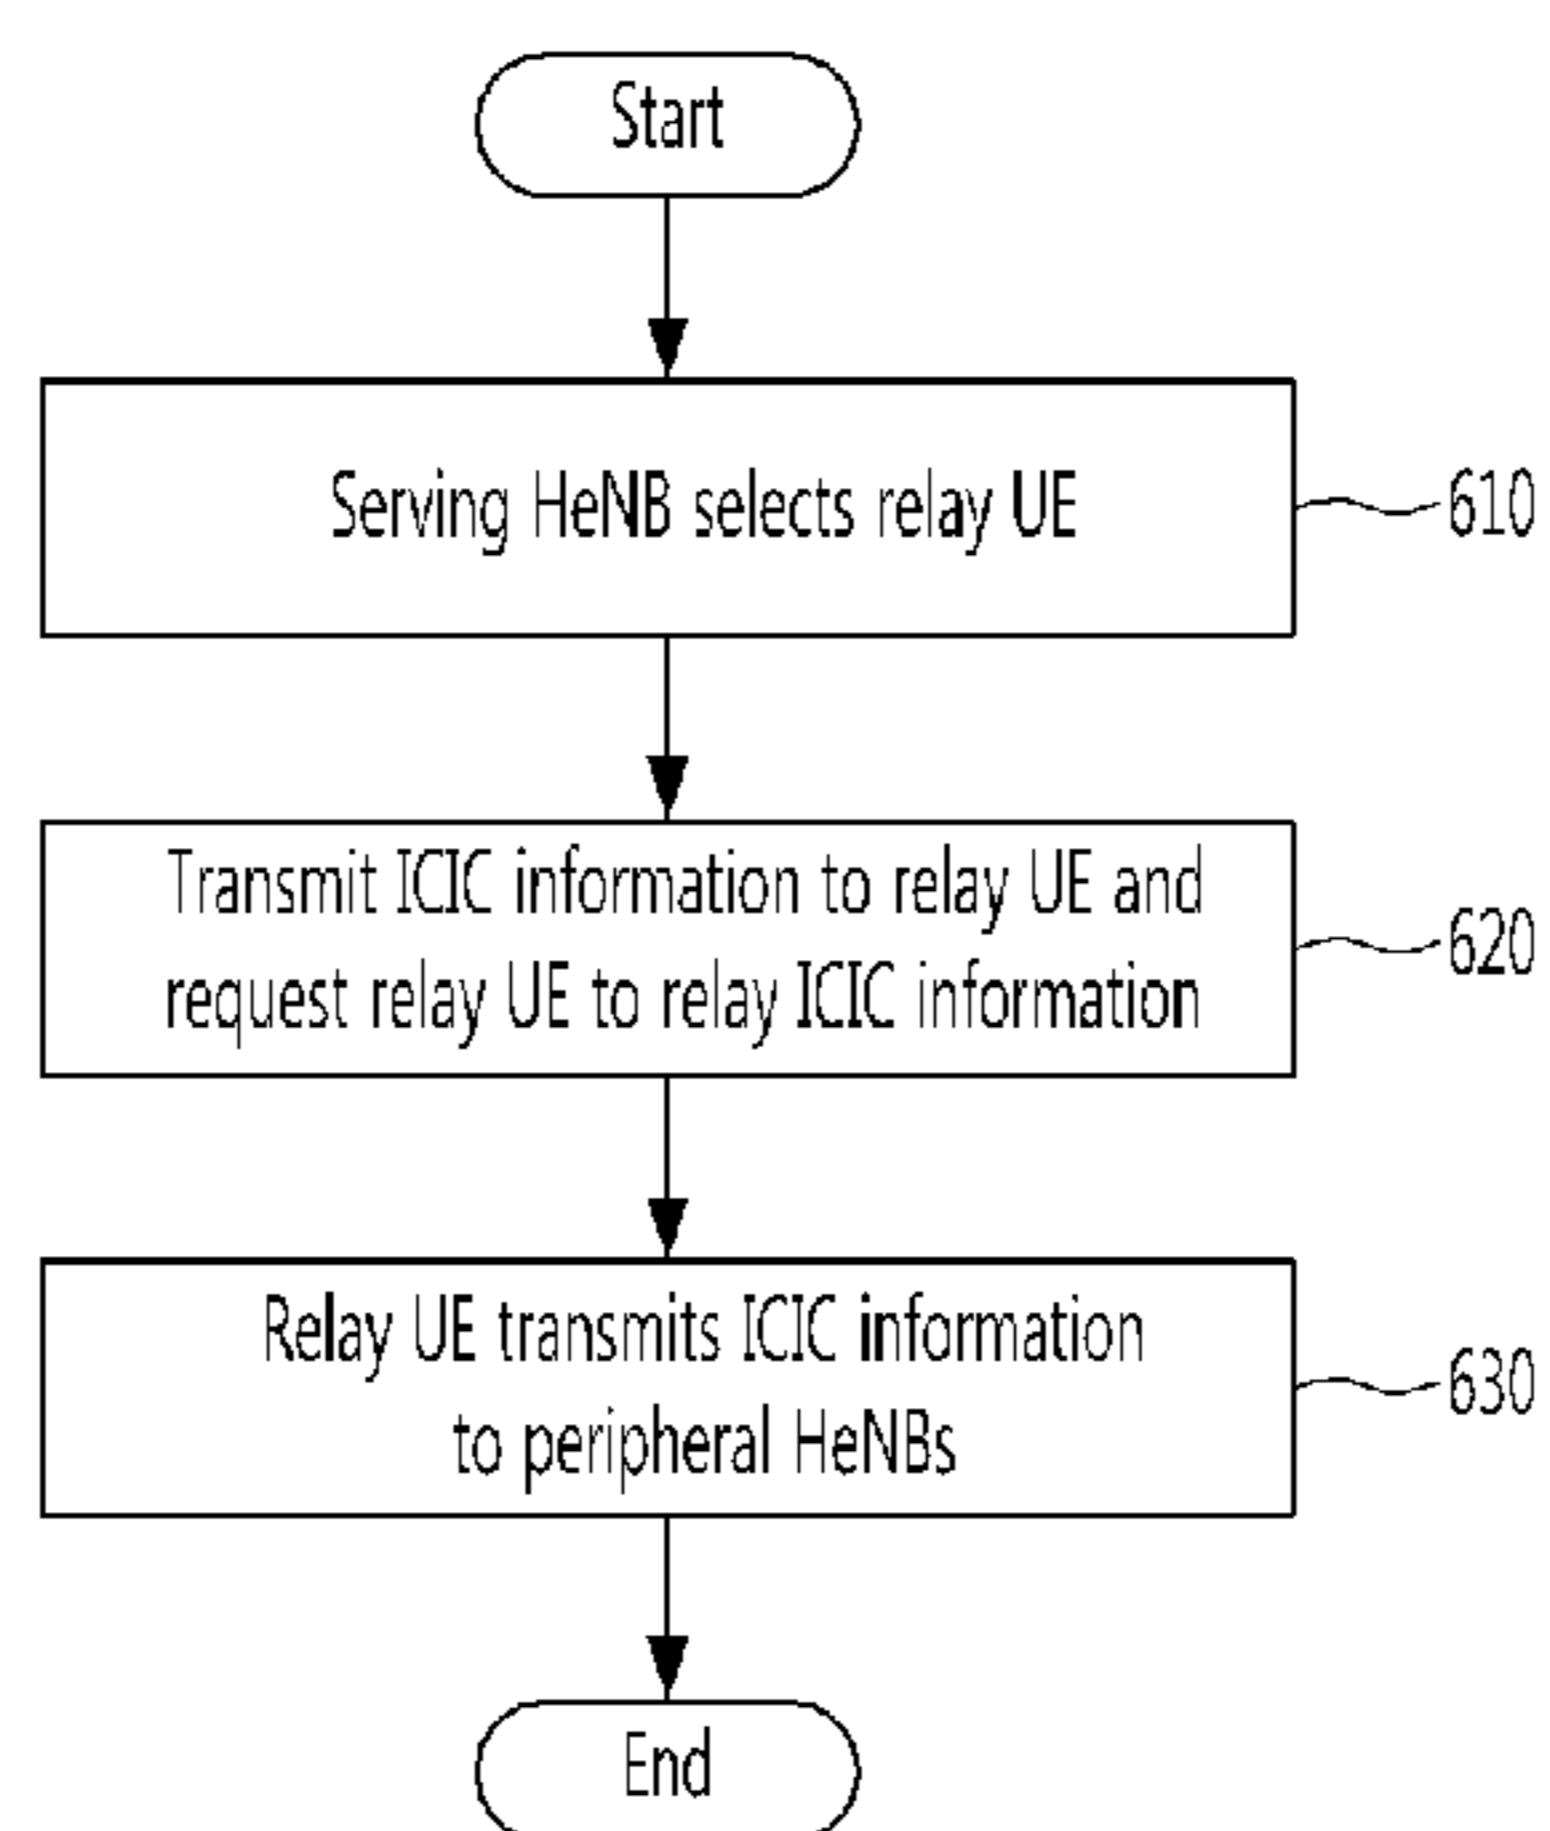 Start
Serving HeNB selects relay UE
610
Transmit ICIC information to relay UE and
request relay UE to relay ICIC information
620
Relay UE transmits ICIC information
to peripheral HeNBs
630
End